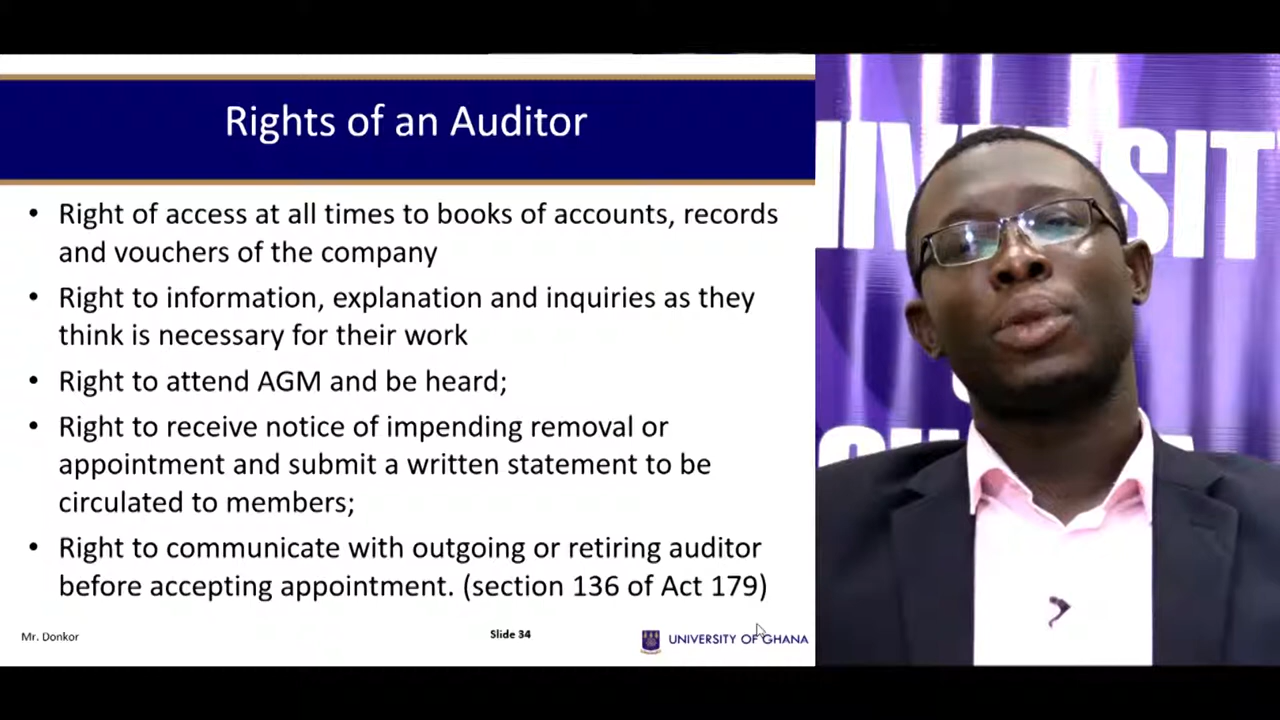 Rights of an Auditor
• Right of access at all times to books of accounts, records
and vouchers of the company
• Right to information, explanation and inquiries as they
think is necessary for their work
• Right to attend AGM and be heard;
• Right to receive notice of impending removal or
appointment and submit a written statement to be
circulated to members;
• Right to communicate with outgoing or retiring auditor
before accepting appointment. (section 136 of Act 179)
Mr. Donkor
Slide 34
UNIVERSITY OF GHANA